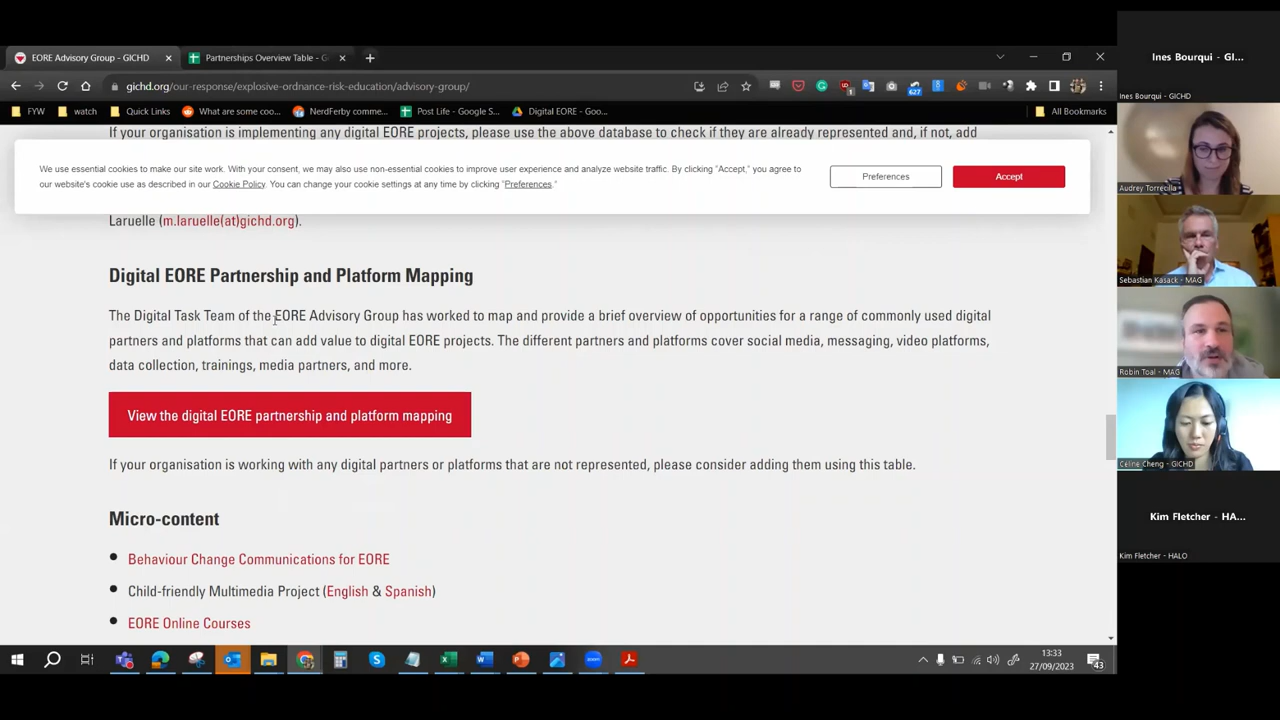 EORE Advisory Group - GICHD
Partnerships Overview Table - G
gichd.org/our-response/explosive-ordnance-risk-education/advisory-group/
627
FYW
watch
Quick Links
What are some coo...
NerdFerby comme...
Post Life - Google S...
Digital EORE - Goo...
All Bookmarks
If your organisation is implementing any digital EORE projects, please use the above database to check if they are already represented and, if not, add
We use essential cookies to make our site work. With your consent, we may also use non-essential cookies to improve user experience and analyze website traffic. By clicking "Accept," you agree to
our website's cookie use as described in our Cookie Policy. You can change your cookie settings at any time by clicking "Preferences."
Preferences
Accept
Laruelle (m.laruelle(at)gichd.org).
Digital EORE Partnership and Platform Mapping
The Digital Task Team of the EORE Advisory Group has worked to map and provide a brief overview of opportunities for a range of commonly used digital
partners and platforms that can add value to digital EORE projects. The different partners and platforms cover social media, messaging, video platforms,
data collection, trainings, media partners, and more.
View the digital EORE partnership and platform mapping
If your organisation is working with any digital partners or platforms that are not represented, please consider adding them using this table.
Micro-content
Behaviour Change Communications for EORE
Child-friendly Multimedia Project (English & Spanish)
EORE Online Courses
13:33
27/09/2023
43
Ines Bourqui - GI...
Ines Bourqui - GICHD
Audrey Torrecilla
Sebastian Kasack - MAG
Robin Toal - MAG
Céline Cheng - GICHD
Kim Fletcher - HA...
Kim Fletcher - HALO